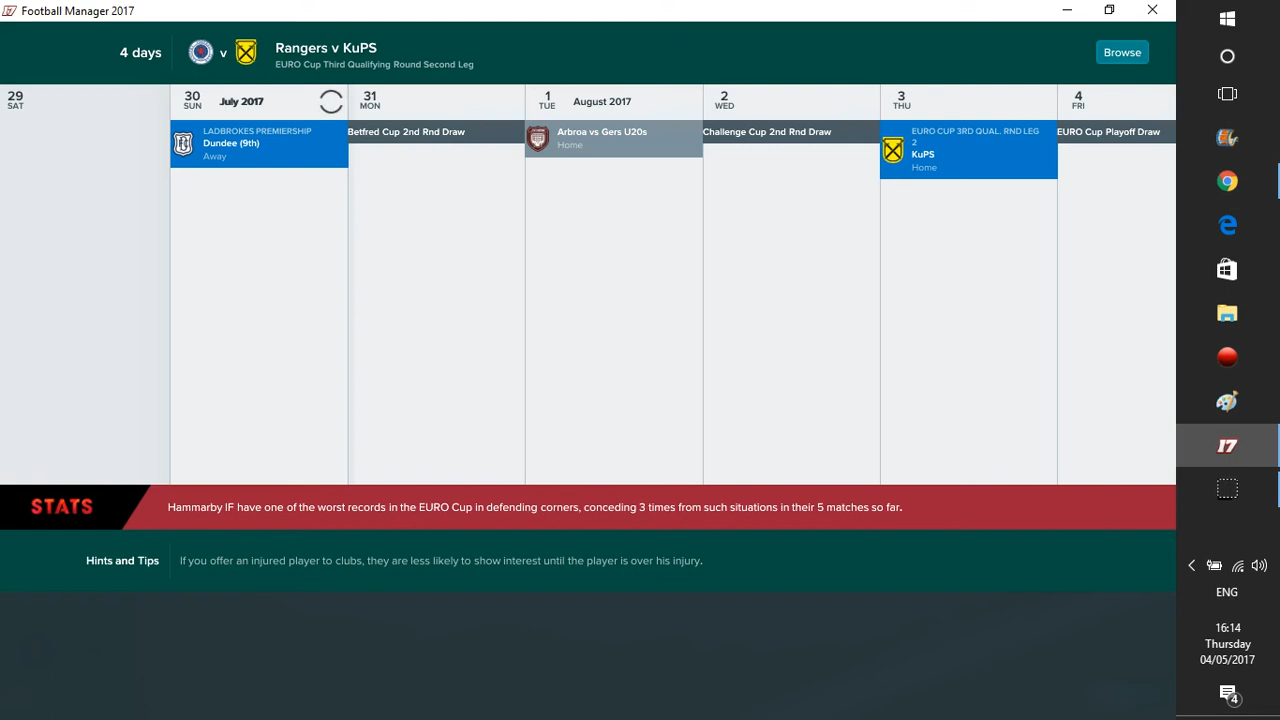 Football Manager 2017
4 days
v
Rangers v KuPS
EURO Cup Third Qualifying Round Second Leg
Browse
29
SAT
30
SUN
July 2017
31
MON
1
TUE
August 2017
2
WED
3
THU
4
FRI
LADBROKES PREMIERSHIP
Dundee (9th)
Away
Betfred Cup 2nd Rnd Draw
Arbroa vs Gers U20s
Home
Challenge Cup 2nd Rnd Draw
EURO CUP 3RD QUAL. RND LEG
2
KuPS
Home
EURO Cup Playoff Draw
STATS
Hammarby IF have one of the worst records in the EURO Cup in defending corners, conceding 3 times from such situations in their 5 matches so far.
Hints and Tips
If you offer an injured player to clubs, they are less likely to show interest until the player is over his injury.
17
ENG
16:14
Thursday
04/05/2017
4